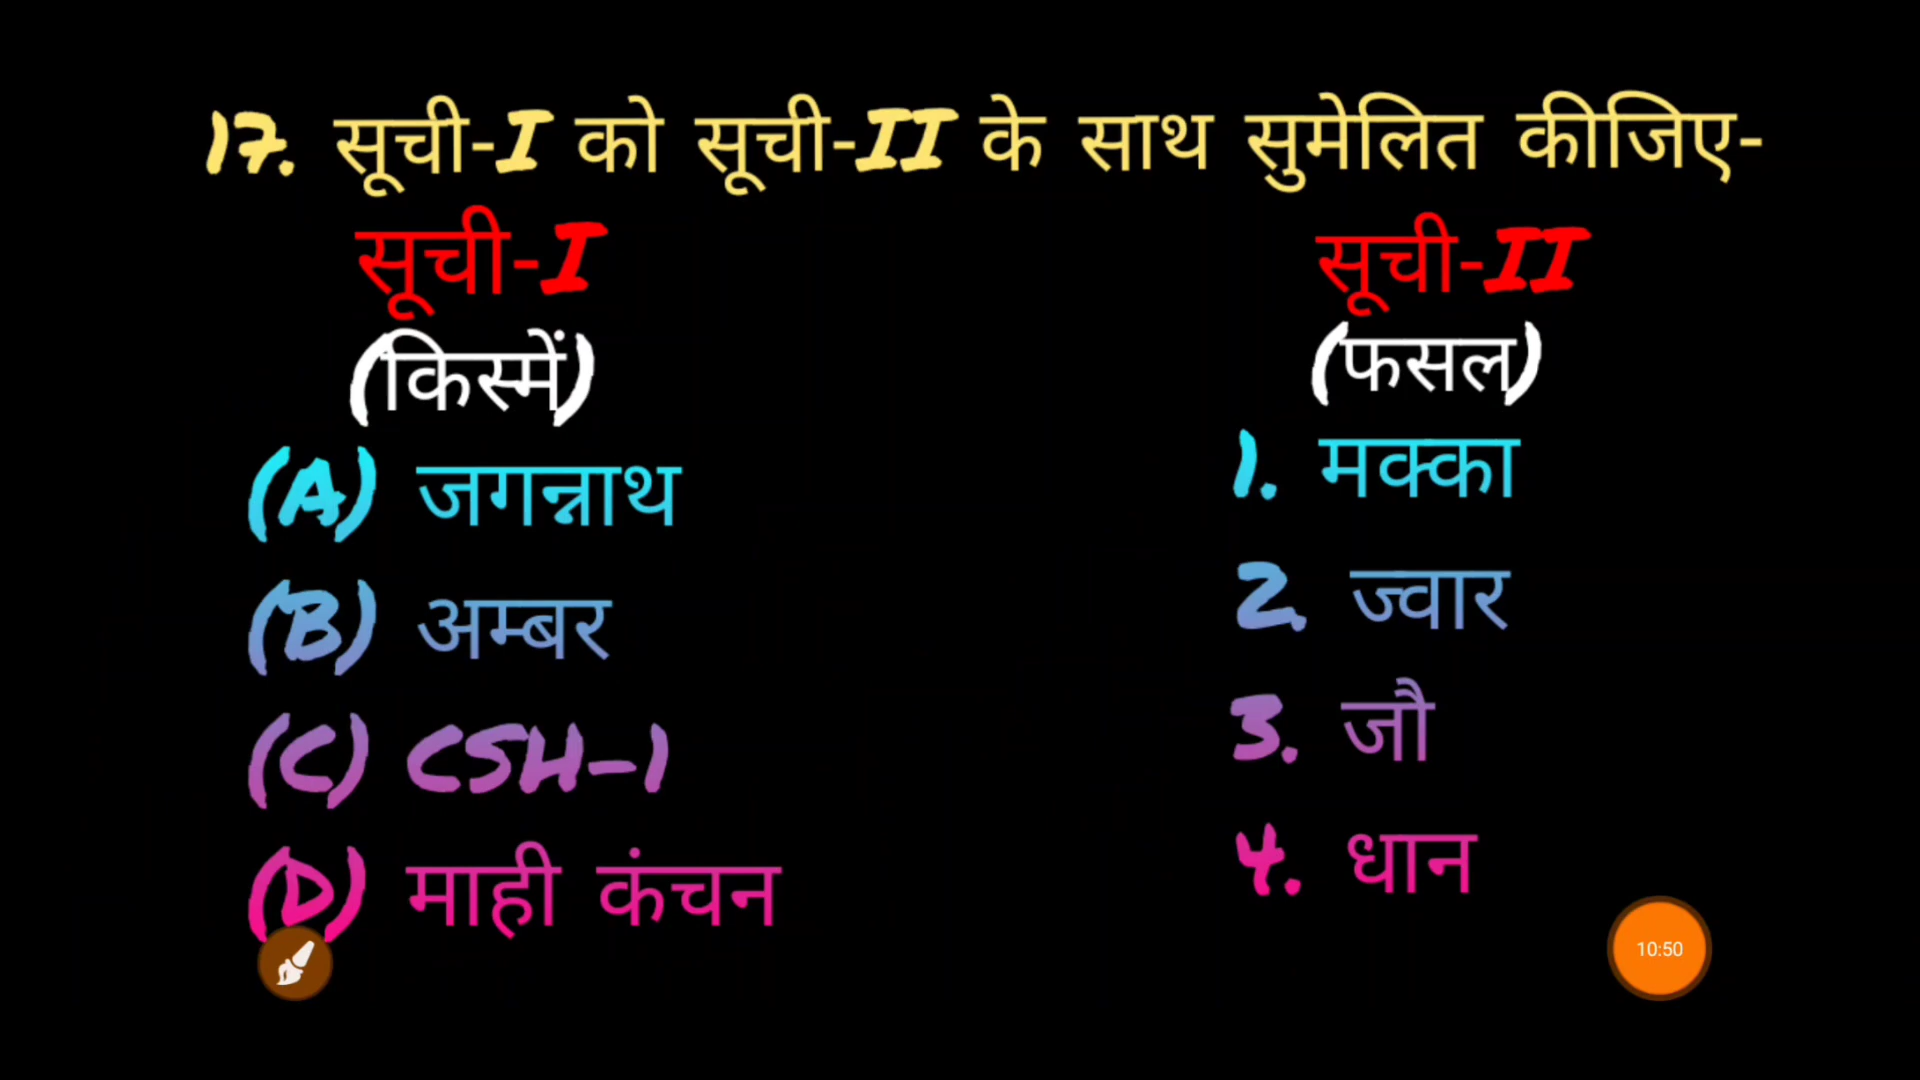 17. सूची-I को सूची-II के साथ सुमेलित कीजिए-
सूची-I सूची-II
(किस्में) (फसल)
(A) जगन्नाथ 1. मक्का
(B) अम्बर 2. ज्वार
(C) CSH-1 3. जौ
(D) माही कंचन 4. धान
10:50